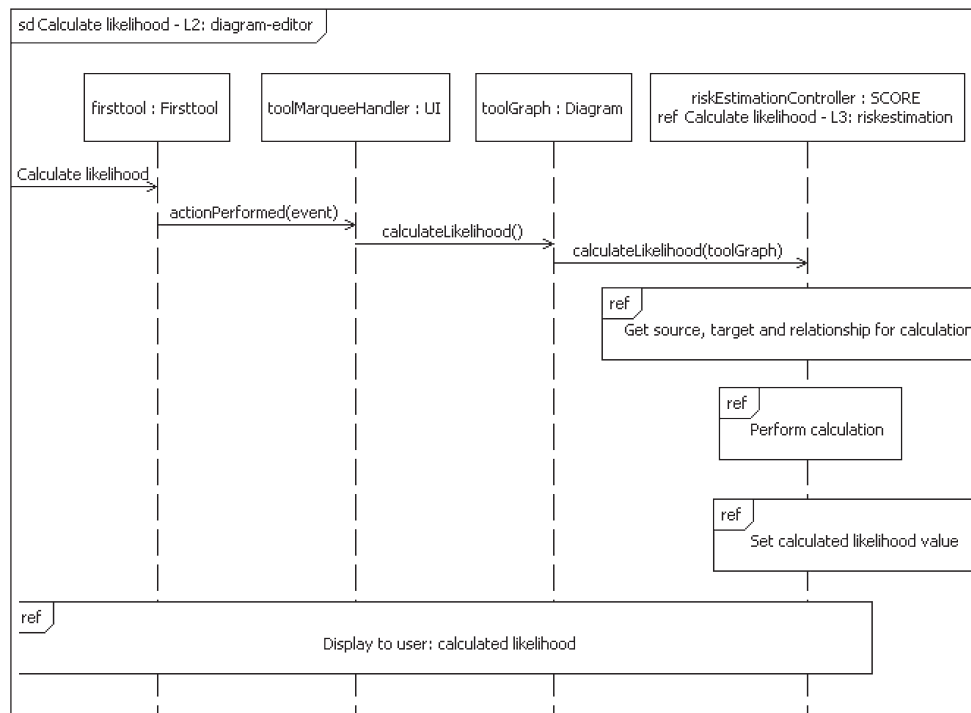 sd Calculate likelihood - L2: diagram-editor
firsttool : Firsttool
toolMarqueeHandler : UI
toolGraph : Diagram
riskEstimationController : SCORE
ref Calculate likelihood - L3: riskestimation
Calculate likelihood
actionPerformed(event)
calculateLikelihood()
calculateLikelihood(toolGraph)
ref
Get source, target and relationship for calculation
ref
Perform calculation
ref
Set calculated likelihood value
ref
Display to user: calculated likelihood